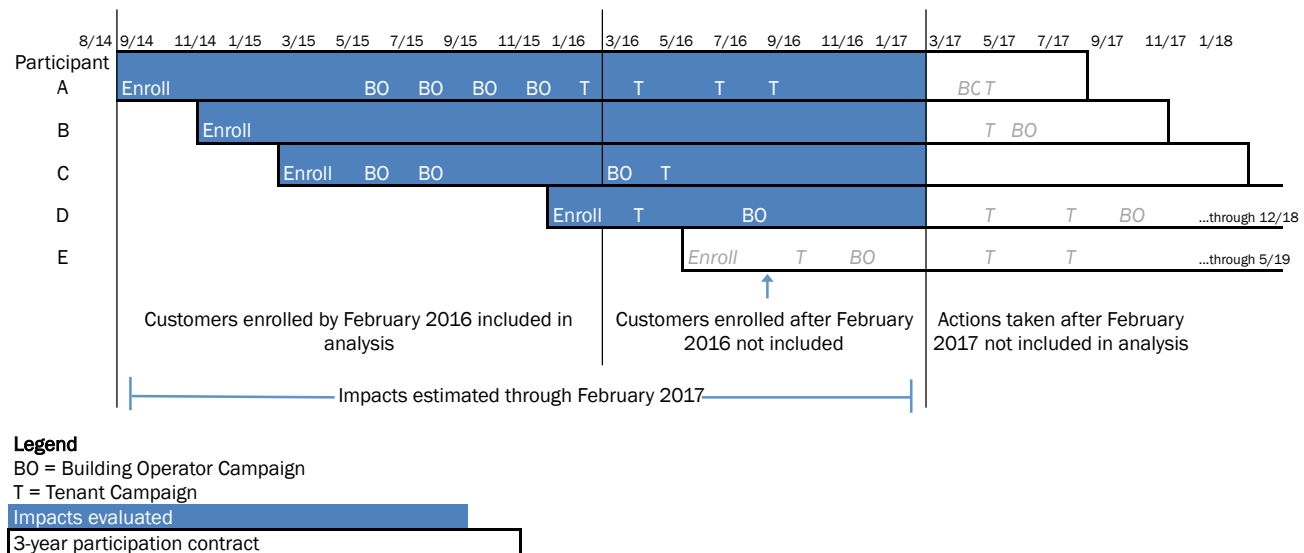 8/14 9/14 11/14 1/15 3/15 5/15 7/15 9/15 11/15 1/16 3/16 5/16 7/16 9/16 11/16 1/17 3/17 5/17 7/17 9/17 11/17 1/18
Participant
A Enroll BO BO BO BO T T T T BO T
B Enroll T BO
C Enroll BO BO BO T
D Enroll T BO T T BO ...through 12/18
E Enroll T BO T T ...through 5/19
Customers enrolled by February 2016 included in
analysis
Customers enrolled after February
2016 not included
Actions taken after February
2017 not included in analysis
Impacts estimated through February 2017
Legend
BO = Building Operator Campaign
T = Tenant Campaign
Impacts evaluated
3-year participation contract